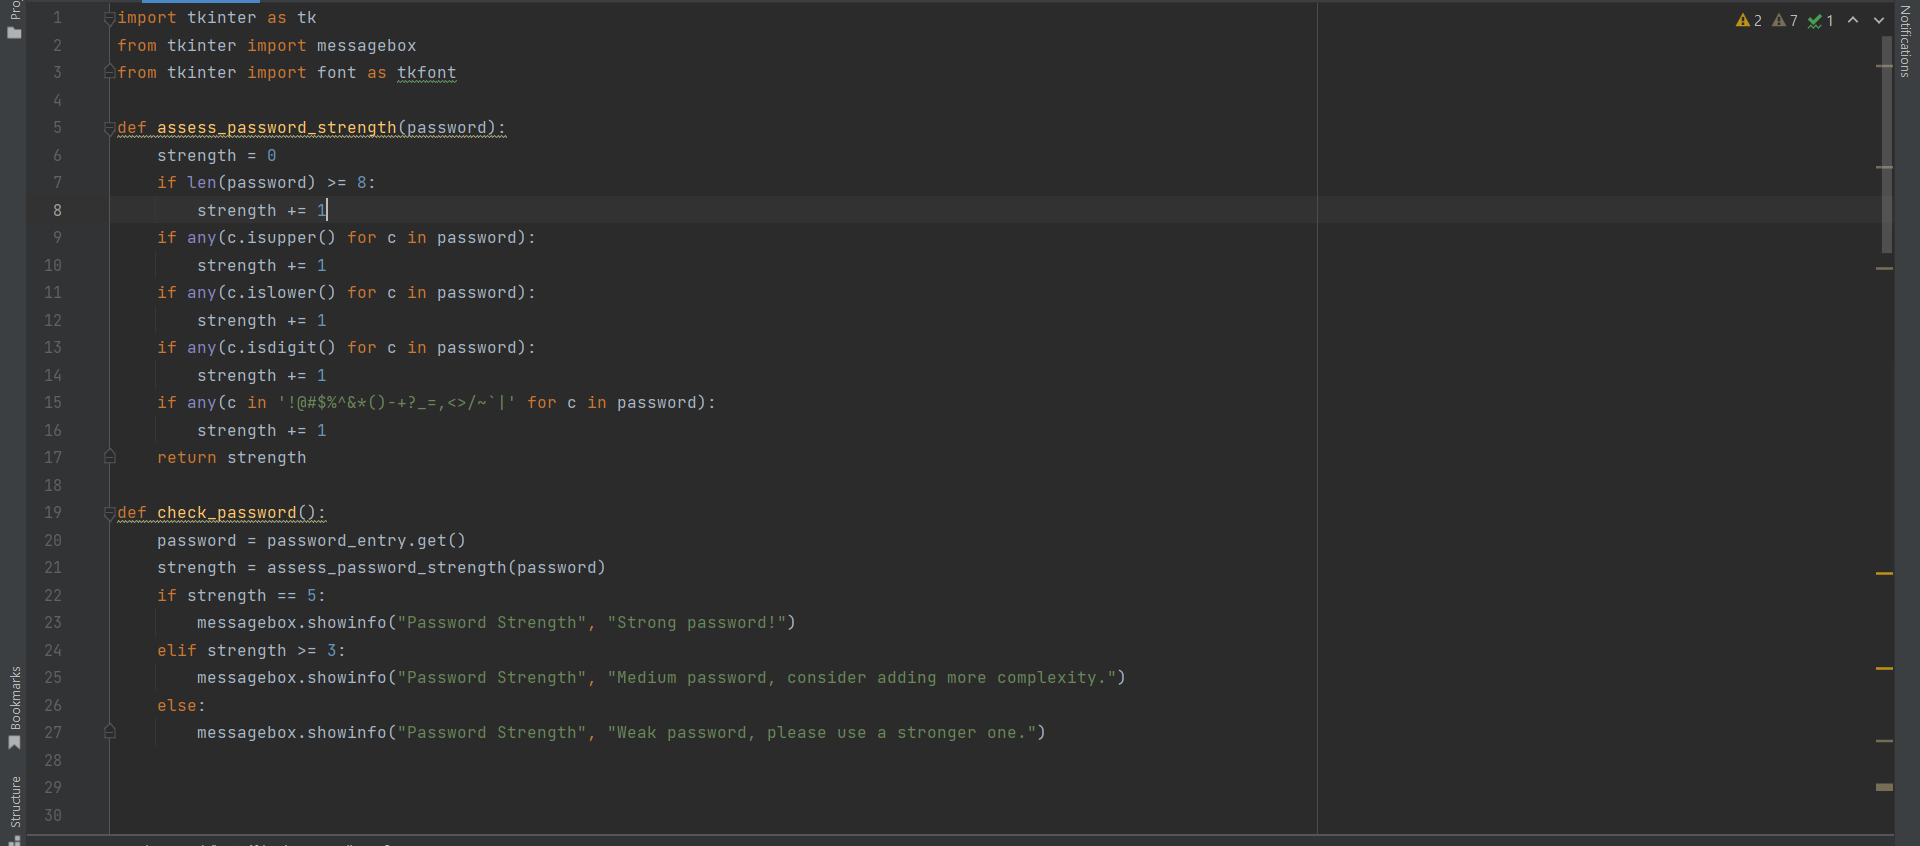 Pro
1 import tkinter as tk
2 from tkinter import messagebox
3 from tkinter import font as tkfont
4
5 def assess_password_strength(password):
6     strength = 0
7     if len(password) >= 8:
8         strength += 1
9     if any(c.isupper() for c in password):
10         strength += 1
11     if any(c.islower() for c in password):
12         strength += 1
13     if any(c.isdigit() for c in password):
14         strength += 1
15     if any(c in '!@#$%^&*()-+?_=,<>/~`|' for c in password):
16         strength += 1
17     return strength
18
19 def check_password():
20     password = password_entry.get()
21     strength = assess_password_strength(password)
22     if strength == 5:
23         messagebox.showinfo("Password Strength", "Strong password!")
24     elif strength >= 3:
25         messagebox.showinfo("Password Strength", "Medium password, consider adding more complexity.")
26     else:
27         messagebox.showinfo("Password Strength", "Weak password, please use a stronger one.")
28
29
30
2 7 1
Notifications
Bookmarks
Structure